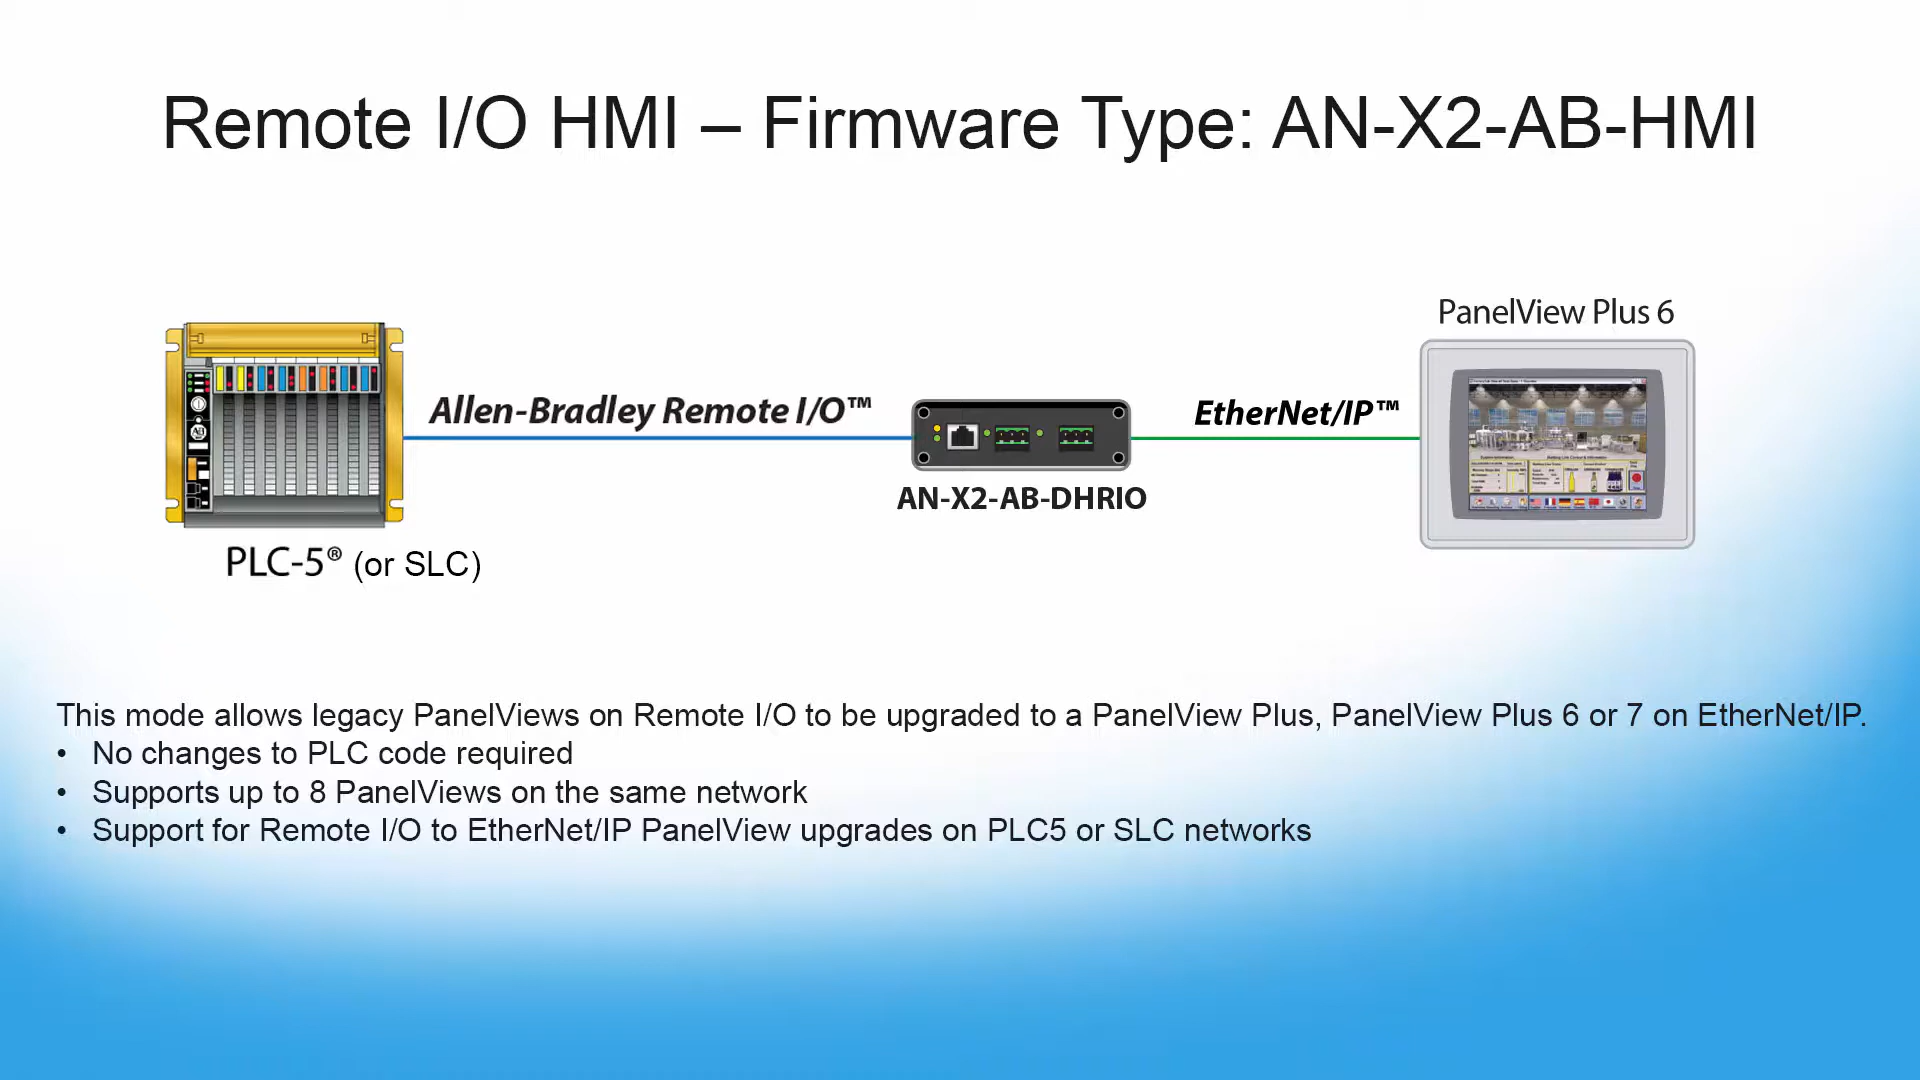 Remote I/O HMI – Firmware Type: AN-X2-AB-HMI
PanelView Plus 6
Allen-Bradley Remote I/O™
EtherNet/IP™
AN-X2-AB-DHRIO
PLC-5® (or SLC)
This mode allows legacy PanelViews on Remote I/O to be upgraded to a PanelView Plus, PanelView Plus 6 or 7 on EtherNet/IP.
• No changes to PLC code required
• Supports up to 8 PanelViews on the same network
• Support for Remote I/O to EtherNet/IP PanelView upgrades on PLC5 or SLC networks